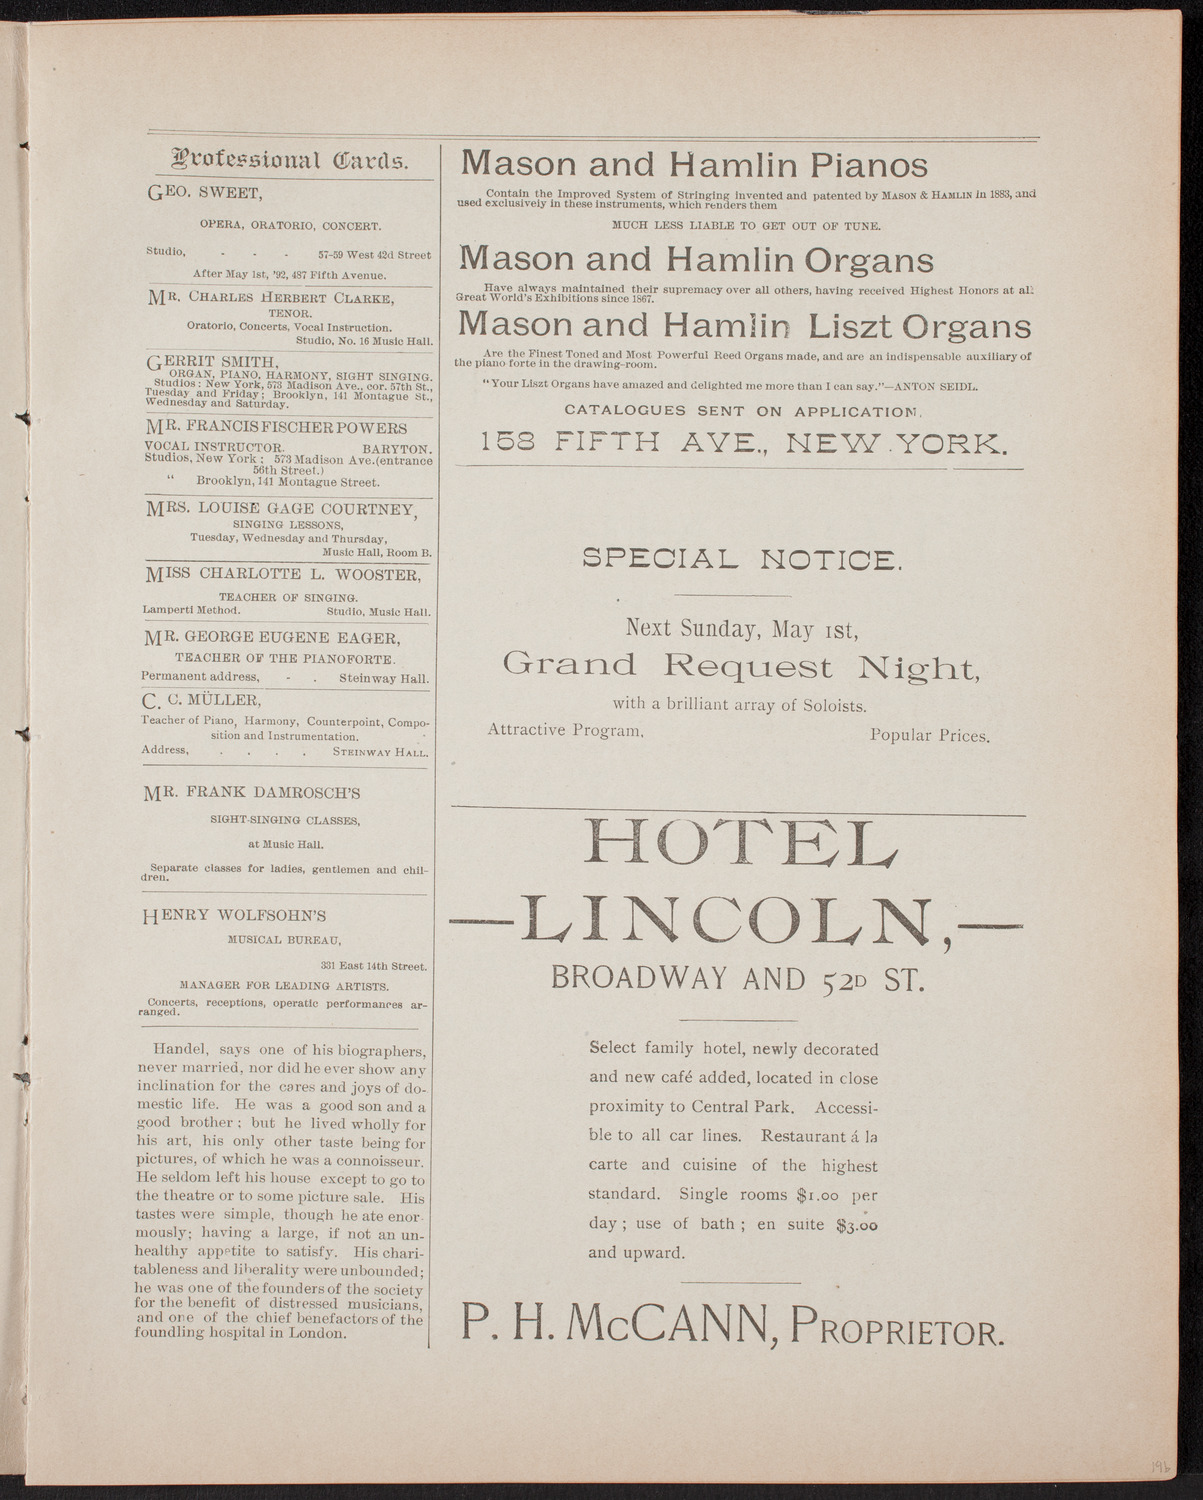 Professional Cards.
GEO. SWEET,
OPERA, ORATORIO, CONCERT.
Studio, - - - 57-59 West 42d Street
After May 1st, '92, 487 Fifth Avenue.
MR. CHARLES HERBERT CLARKE,
TENOR.
Oratorio, Concerts, Vocal Instruction.
Studio, No. 16 Music Hall.
GERRIT SMITH,
ORGAN, PIANO, HARMONY, SIGHT SINGING.
Studios: New York, 573 Madison Ave., cor. 57th St.,
Tuesday and Friday; Brooklyn, 141 Montague St.,
Wednesday and Saturday.
MR. FRANCIS FISCHER POWERS
VOCAL INSTRUCTOR. BARYTON.
Studios, New York: 573 Madison Ave. (entrance
56th Street.)
" Brooklyn, 141 Montague Street.
MRS. LOUISE GAGE COURTNEY,
SINGING LESSONS,
Tuesday, Wednesday and Thursday,
Music Hall, Room B.
MISS CHARLOTTE L. WOOSTER,
TEACHER OF SINGING.
Lamperti Method. Studio, Music Hall.
MR. GEORGE EUGENE EAGER,
TEACHER OF THE PIANOFORTE.
Permanent address, - . Steinway Hall.
C. C. MÜLLER,
Teacher of Piano, Harmony, Counterpoint, Compo-
sition and Instrumentation.
Address, . . . . STEINWAY HALL.
MR. FRANK DAMROSCH'S
SIGHT-SINGING CLASSES,
at Music Hall.
Separate classes for ladies, gentlemen and chil-
dren.
HENRY WOLFSOHN'S
MUSICAL BUREAU,
331 East 14th Street.
MANAGER FOR LEADING ARTISTS.
Concerts, receptions, operatic performances ar-
ranged.
Handel, says one of his biographers,
never married, nor did he ever show any
inclination for the cares and joys of do-
mestic life. He was a good son and a
good brother; but he lived wholly for
his art, his only other taste being for
pictures, of which he was a connoisseur.
He seldom left his house except to go to
the theatre or to some picture sale. His
tastes were simple, though he ate enor-
mously; having a large, if not an un-
healthy appetite to satisfy. His chari-
tableness and liberality were unbounded;
he was one of the founders of the society
for the benefit of distressed musicians,
and one of the chief benefactors of the
foundling hospital in London.
Mason and Hamlin Pianos
Contain the Improved System of Stringing invented and patented by MASON & HAMLIN in 1883, and
used exclusively in these instruments, which renders them
MUCH LESS LIABLE TO GET OUT OF TUNE.
Mason and Hamlin Organs
Have always maintained their supremacy over all others, having received Highest Honors at all
Great World's Exhibitions since 1867.
Mason and Hamlin Liszt Organs
Are the Finest Toned and Most Powerful Reed Organs made, and are an indispensable auxiliary of
the piano forte in the drawing-room.
"Your Liszt Organs have amazed and delighted me more than I can say."—ANTON SEIDL.
CATALOGUES SENT ON APPLICATION.
158 FIFTH AVE., NEW YORK.
SPECIAL NOTICE.
Next Sunday, May 1st,
Grand Request Night,
with a brilliant array of Soloists.
Attractive Program, Popular Prices.
HOTEL
—LINCOLN,—
BROADWAY AND 52D ST.
Select family hotel, newly decorated
and new café added, located in close
proximity to Central Park. Accessi-
ble to all car lines. Restaurant á la
carte and cuisine of the highest
standard. Single rooms $1.00 per
day; use of bath; en suite $3.00
and upward.
P. H. MCCANN, PROPRIETOR.
196